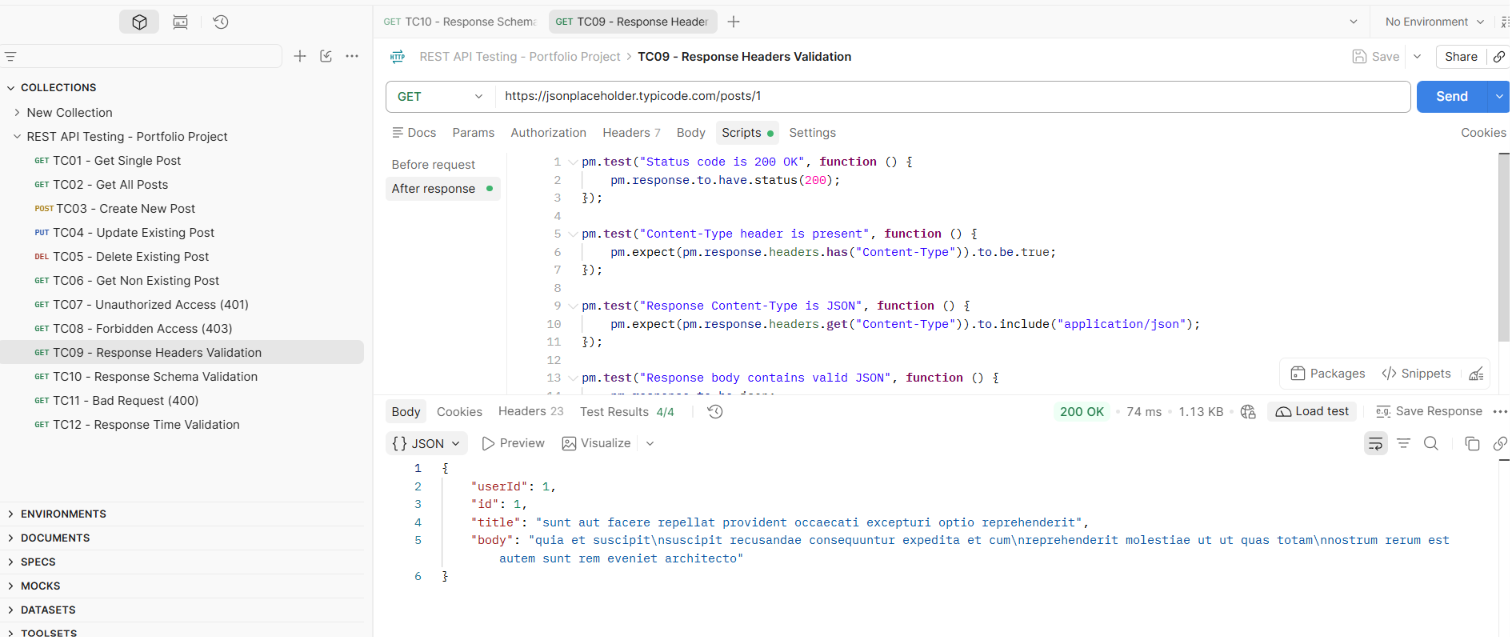 GET TC10 - Response Schema
GET TC09 - Response Header
No Environment
HTTP REST API Testing - Portfolio Project > TC09 - Response Headers Validation
Save
Share
COLLECTIONS
New Collection
REST API Testing - Portfolio Project
GET TC01 - Get Single Post
GET TC02 - Get All Posts
POST TC03 - Create New Post
PUT TC04 - Update Existing Post
DEL TC05 - Delete Existing Post
GET TC06 - Get Non Existing Post
GET TC07 - Unauthorized Access (401)
GET TC08 - Forbidden Access (403)
GET TC09 - Response Headers Validation
GET TC10 - Response Schema Validation
GET TC11 - Bad Request (400)
GET TC12 - Response Time Validation
ENVIRONMENTS
DOCUMENTS
SPECS
MOCKS
DATASETS
TOOLSETS
GET https://jsonplaceholder.typicode.com/posts/1 Send
Docs Params Authorization Headers 7 Body Scripts Settings Cookies
Before request
After response
1 pm.test("Status code is 200 OK", function () {
2 pm.response.to.have.status(200);
3 });
4
5 pm.test("Content-Type header is present", function () {
6 pm.expect(pm.response.headers.has("Content-Type")).to.be.true;
7 });
8
9 pm.test("Response Content-Type is JSON", function () {
10 pm.expect(pm.response.headers.get("Content-Type")).to.include("application/json");
11 });
12
13 pm.test("Response body contains valid JSON", function () {
Packages </> Snippets
Body Cookies Headers 23 Test Results 4/4
200 OK • 74 ms • 1.13 KB Load test e.g. Save Response
{ } JSON Preview Visualize
1 {
2 "userId": 1,
3 "id": 1,
4 "title": "sunt aut facere repellat provident occaecati excepturi optio reprehenderit",
5 "body": "quia et suscipit\nsuscipit recusandae consequuntur expedita et cum\nreprehenderit molestiae ut ut quas totam\nnostrum rerum est
autem sunt rem eveniet architecto"
6 }